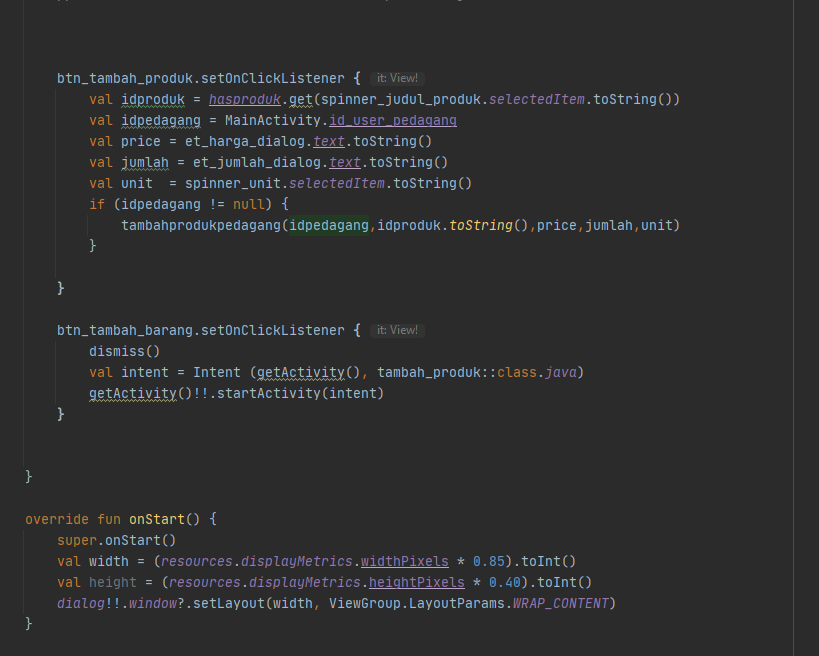 btn_tambah_produk.setOnClickListener { it: View!
val idproduk = hasproduk.get(spinner_judul_produk.selectedItem.toString())
val idpedagang = MainActivity.id_user_pedagang
val price = et_harga_dialog.text.toString()
val jumlah = et_jumlah_dialog.text.toString()
val unit  = spinner_unit.selectedItem.toString()
if (idpedagang != null) {
tambahprodukpedagang(idpedagang,idproduk.toString(),price,jumlah,unit)
}
}
btn_tambah_barang.setOnClickListener { it: View!
dismiss()
val intent = Intent (getActivity(), tambah_produk::class.java)
getActivity()!!.startActivity(intent)
}
}
override fun onStart() {
super.onStart()
val width = (resources.displayMetrics.widthPixels * 0.85).toInt()
val height = (resources.displayMetrics.heightPixels * 0.40).toInt()
dialog!!.window?.setLayout(width, ViewGroup.LayoutParams.WRAP_CONTENT)
}